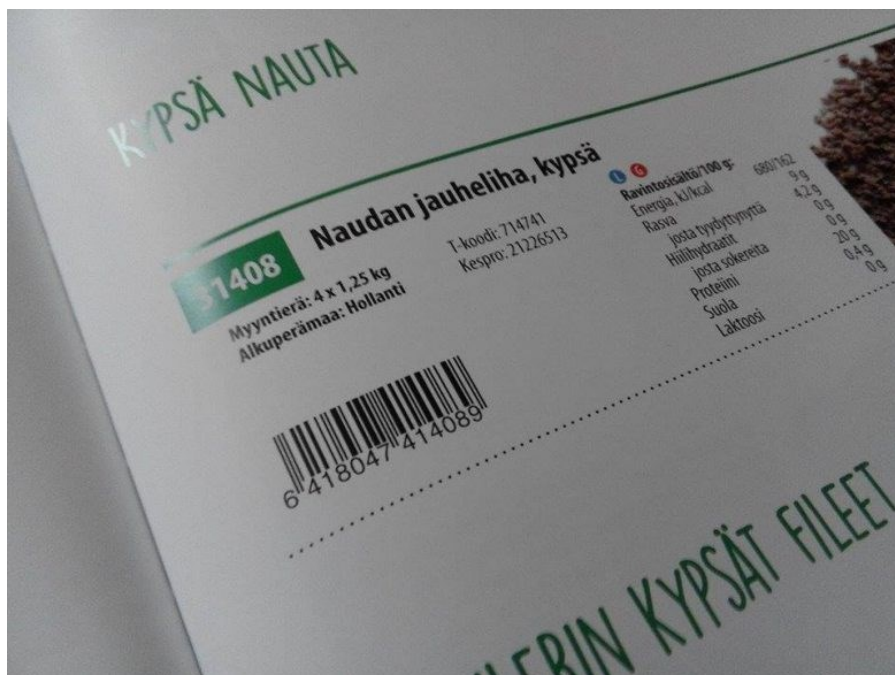 KYPSÄ NAUTA
31408
Naudan jauheliha, kypsä
Myyntierä: 4 x 1,25 kg
Alkuperämaa: Hollanti
T-koodi: 714741
Kespro: 21226513
L G
Ravintosisältö/100 g:
Energia, kJ/kcal 680/162
Rasva 9 g
josta tyydyttynyttä 4,2 g
Hiilihydraatit 0 g
josta sokereita 0 g
Proteiini 20 g
Suola 0,4 g
Laktoosi 0 g
6 418047 414089
KYPSÄT FILEET